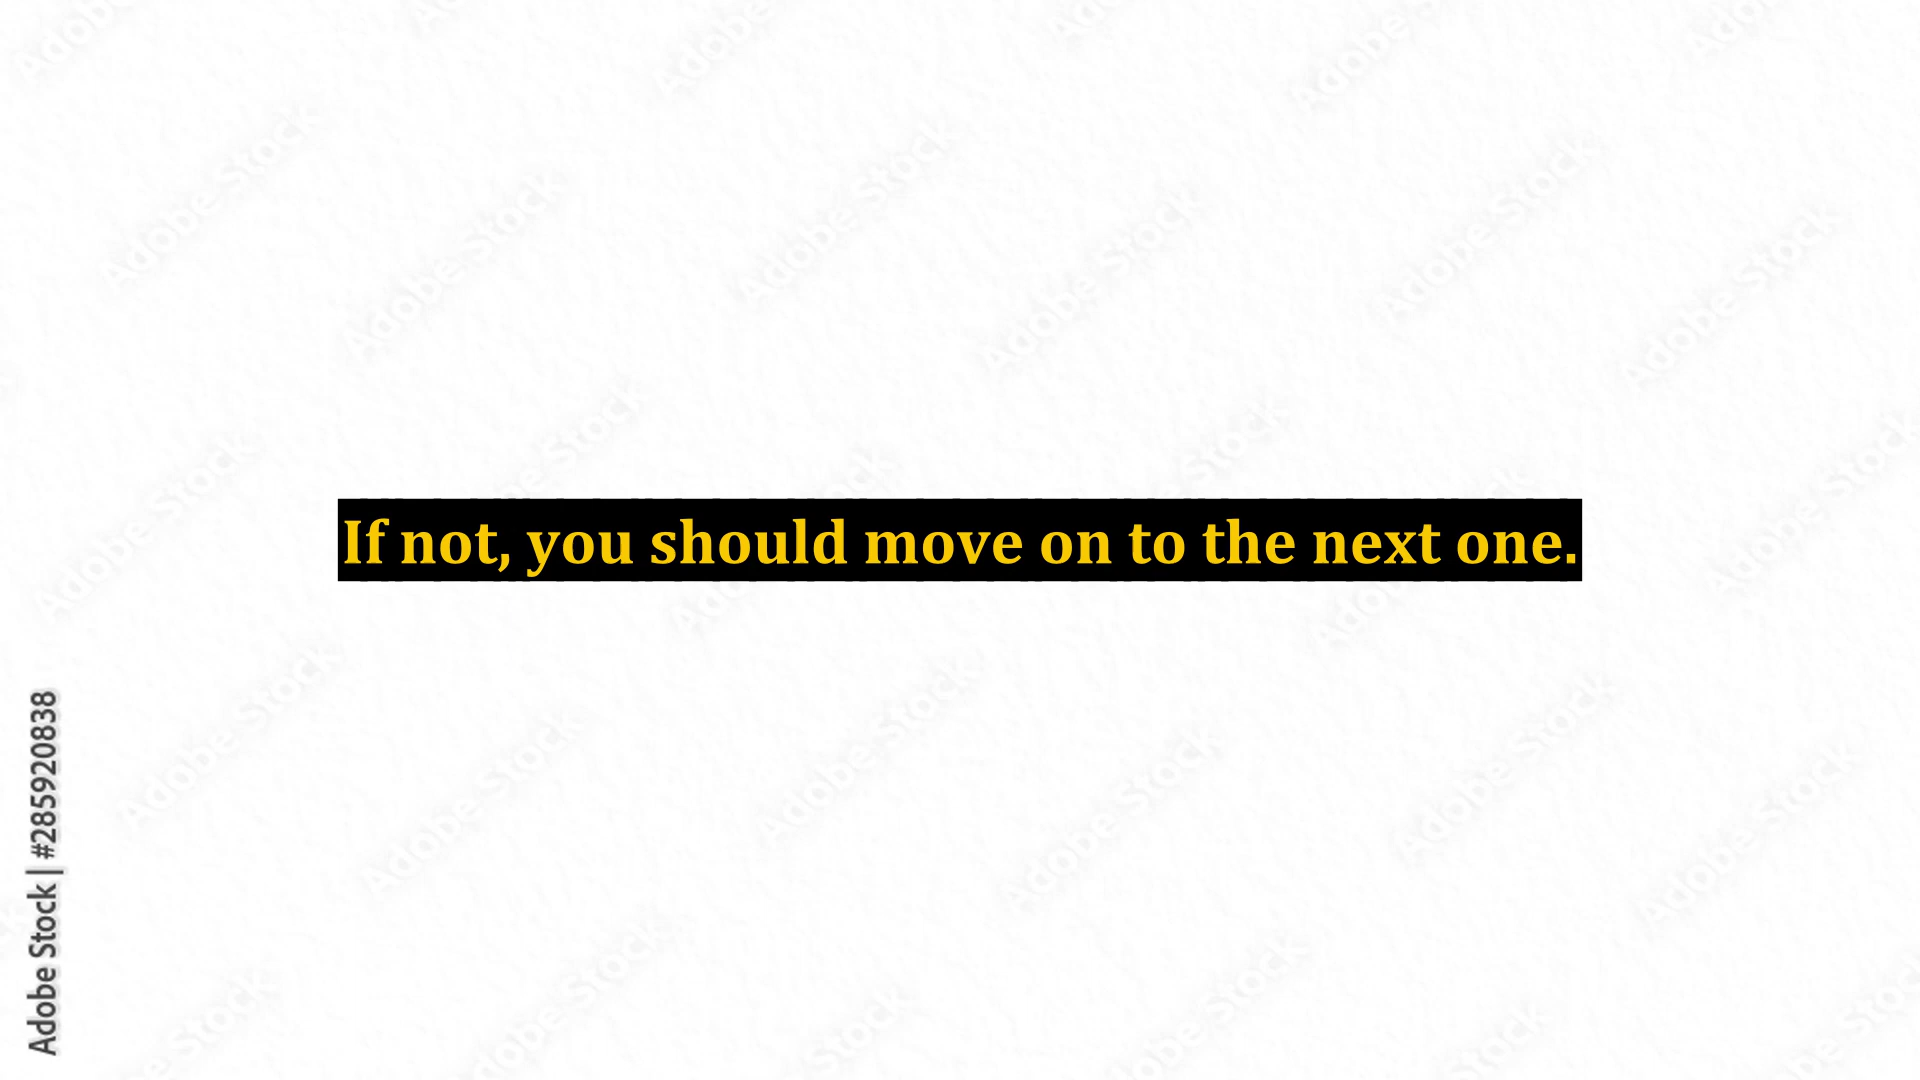 If not, you should move on to the next one.
Adobe Stock | #285920838